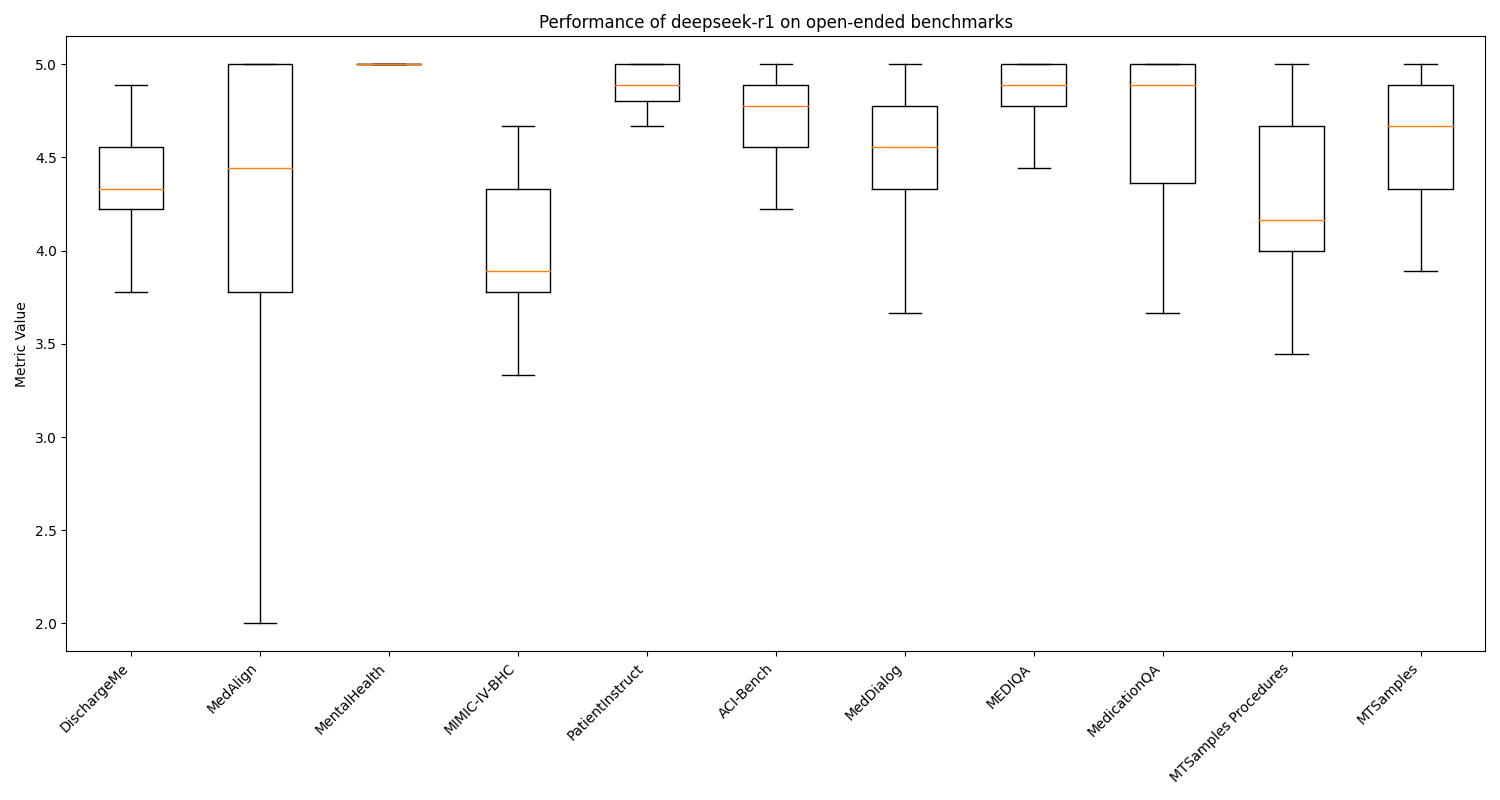 Performance of deepseek-r1 on open-ended benchmarks
Metric Value
5.0
4.5
4.0
3.5
3.0
2.5
2.0
DischargeMe
MedAlign
MentalHealth
MIMIC-IV-BHC
PatientInstruct
ACI-Bench
MedDialog
MEDIQA
MedicationQA
MTSamples Procedures
MTSamples